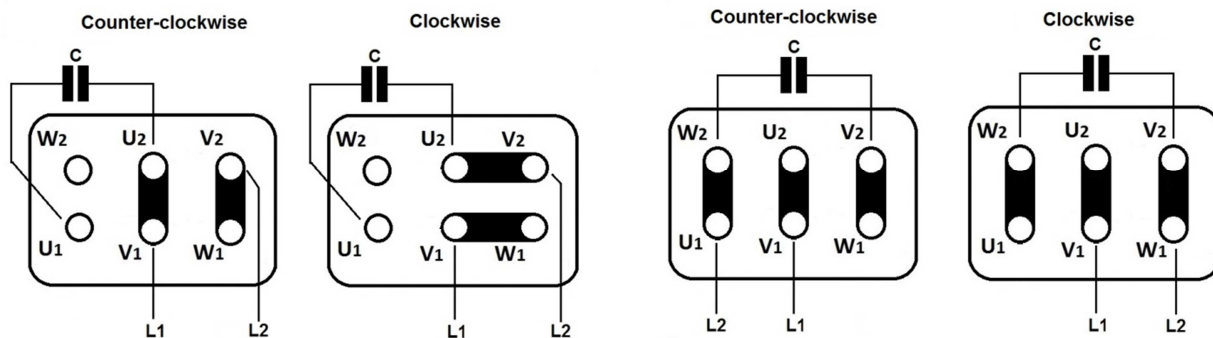 Counter-clockwise
C
W2 U2 V2
U1 V1 W1
L1 L2
Clockwise
C
W2 U2 V2
U1 V1 W1
L1 L2
Counter-clockwise
C
W2 U2 V2
U1 V1 W1
L2 L1
Clockwise
C
W2 U2 V2
U1 V1 W1
L1 L2